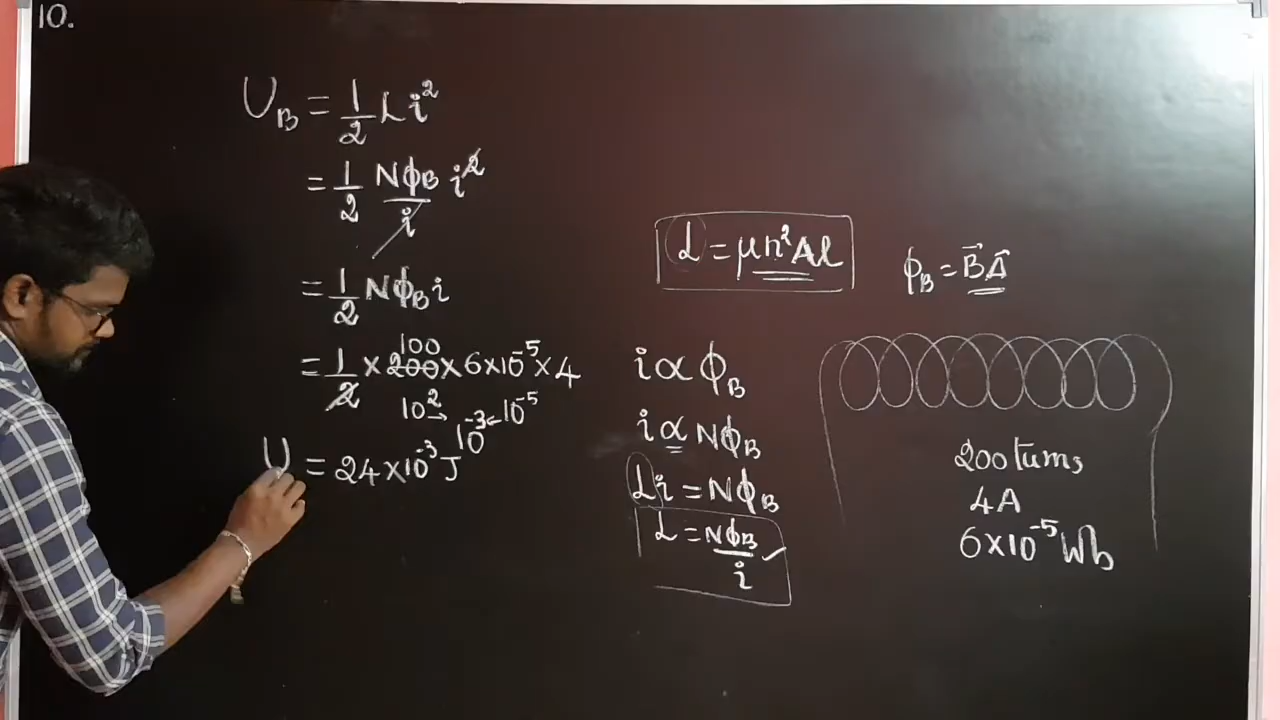 10.
U_B = 1/2 L i²
= 1/2 Nϕ_B/i i²
= 1/2 Nϕ_B i
100
= 1/2 × 200 × 6×10⁻⁵ × 4
10² → 10⁻³ ← 10⁻⁵
U = 24×10⁻³ J
L = μn²Al
ϕ_B = B⃗ A⃗
i ∝ ϕ_B
i ∝ Nϕ_B
Li = Nϕ_B
L = Nϕ_B/i ✓
200 turns
4A
6×10⁻⁵ Wb